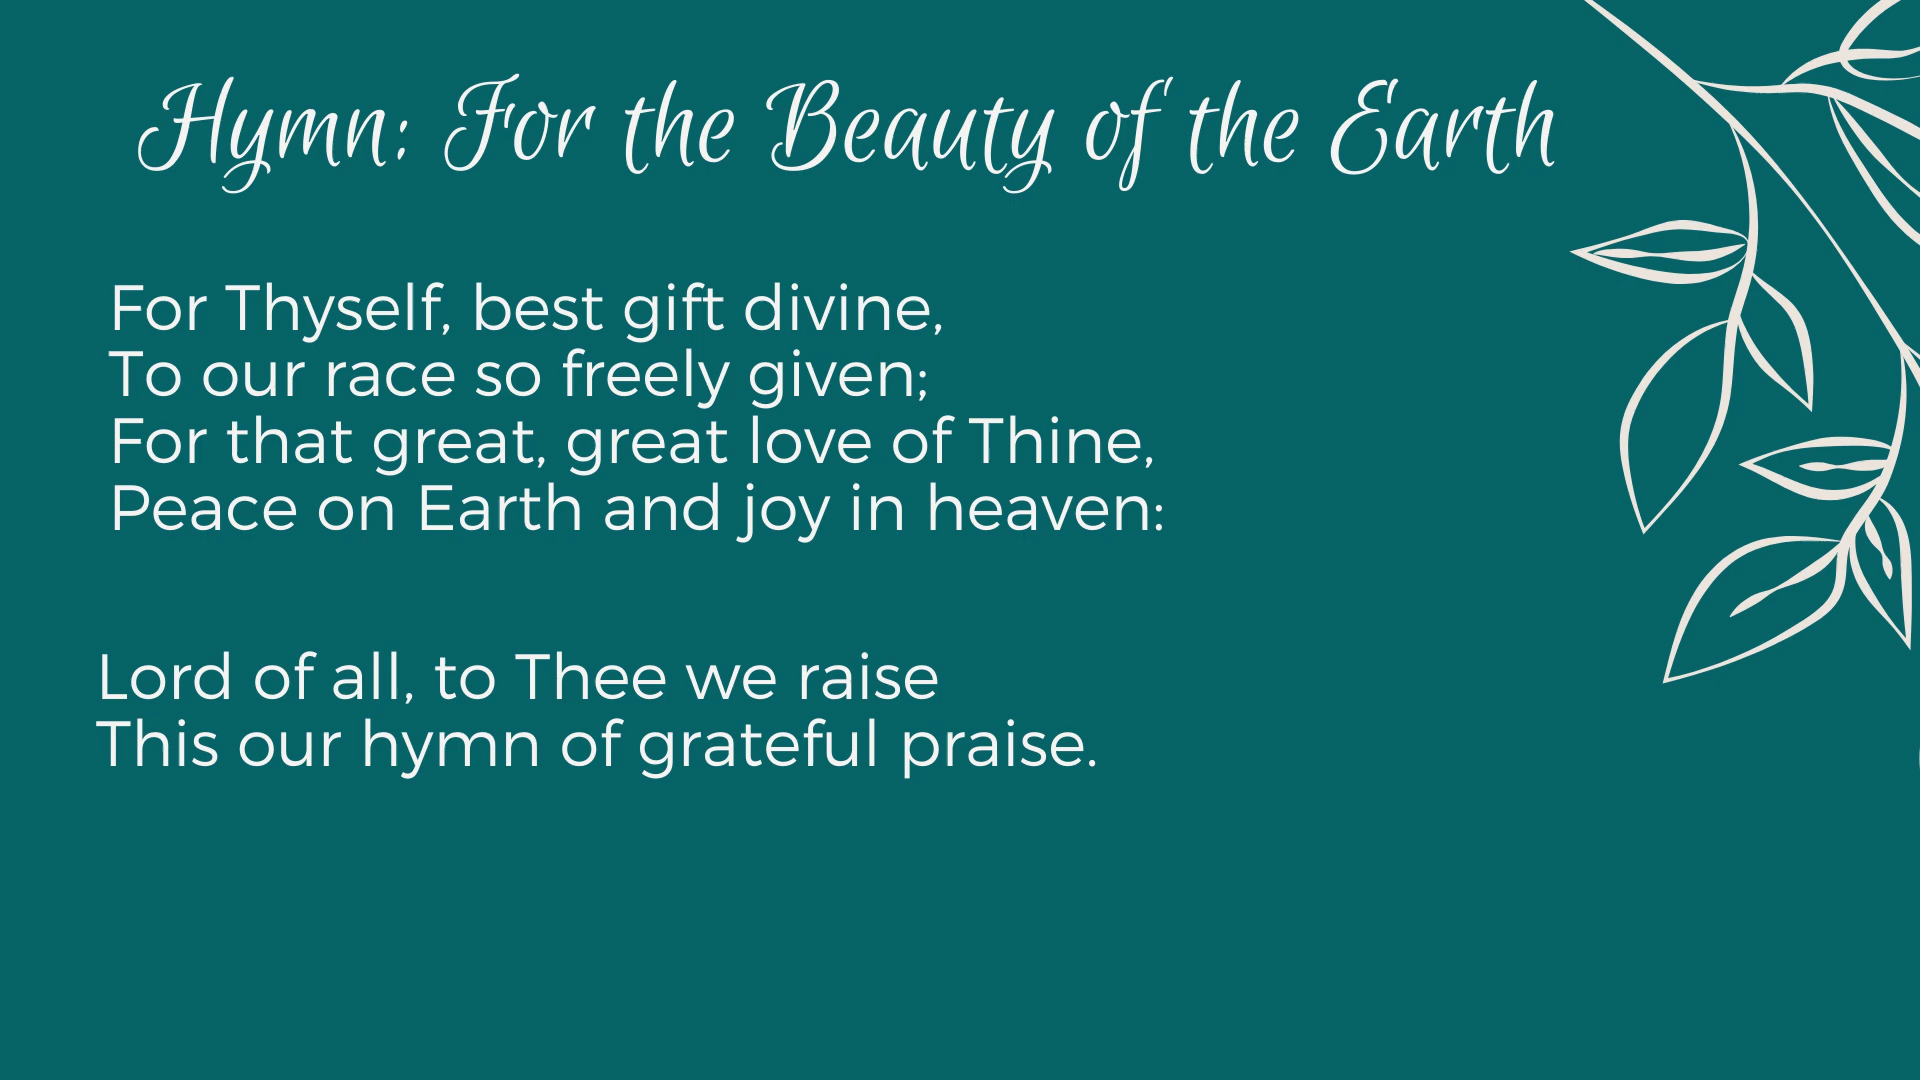 Hymn: For the Beauty of the Earth
For Thyself, best gift divine,
To our race so freely given;
For that great, great love of Thine,
Peace on Earth and joy in heaven:
Lord of all, to Thee we raise
This our hymn of grateful praise.